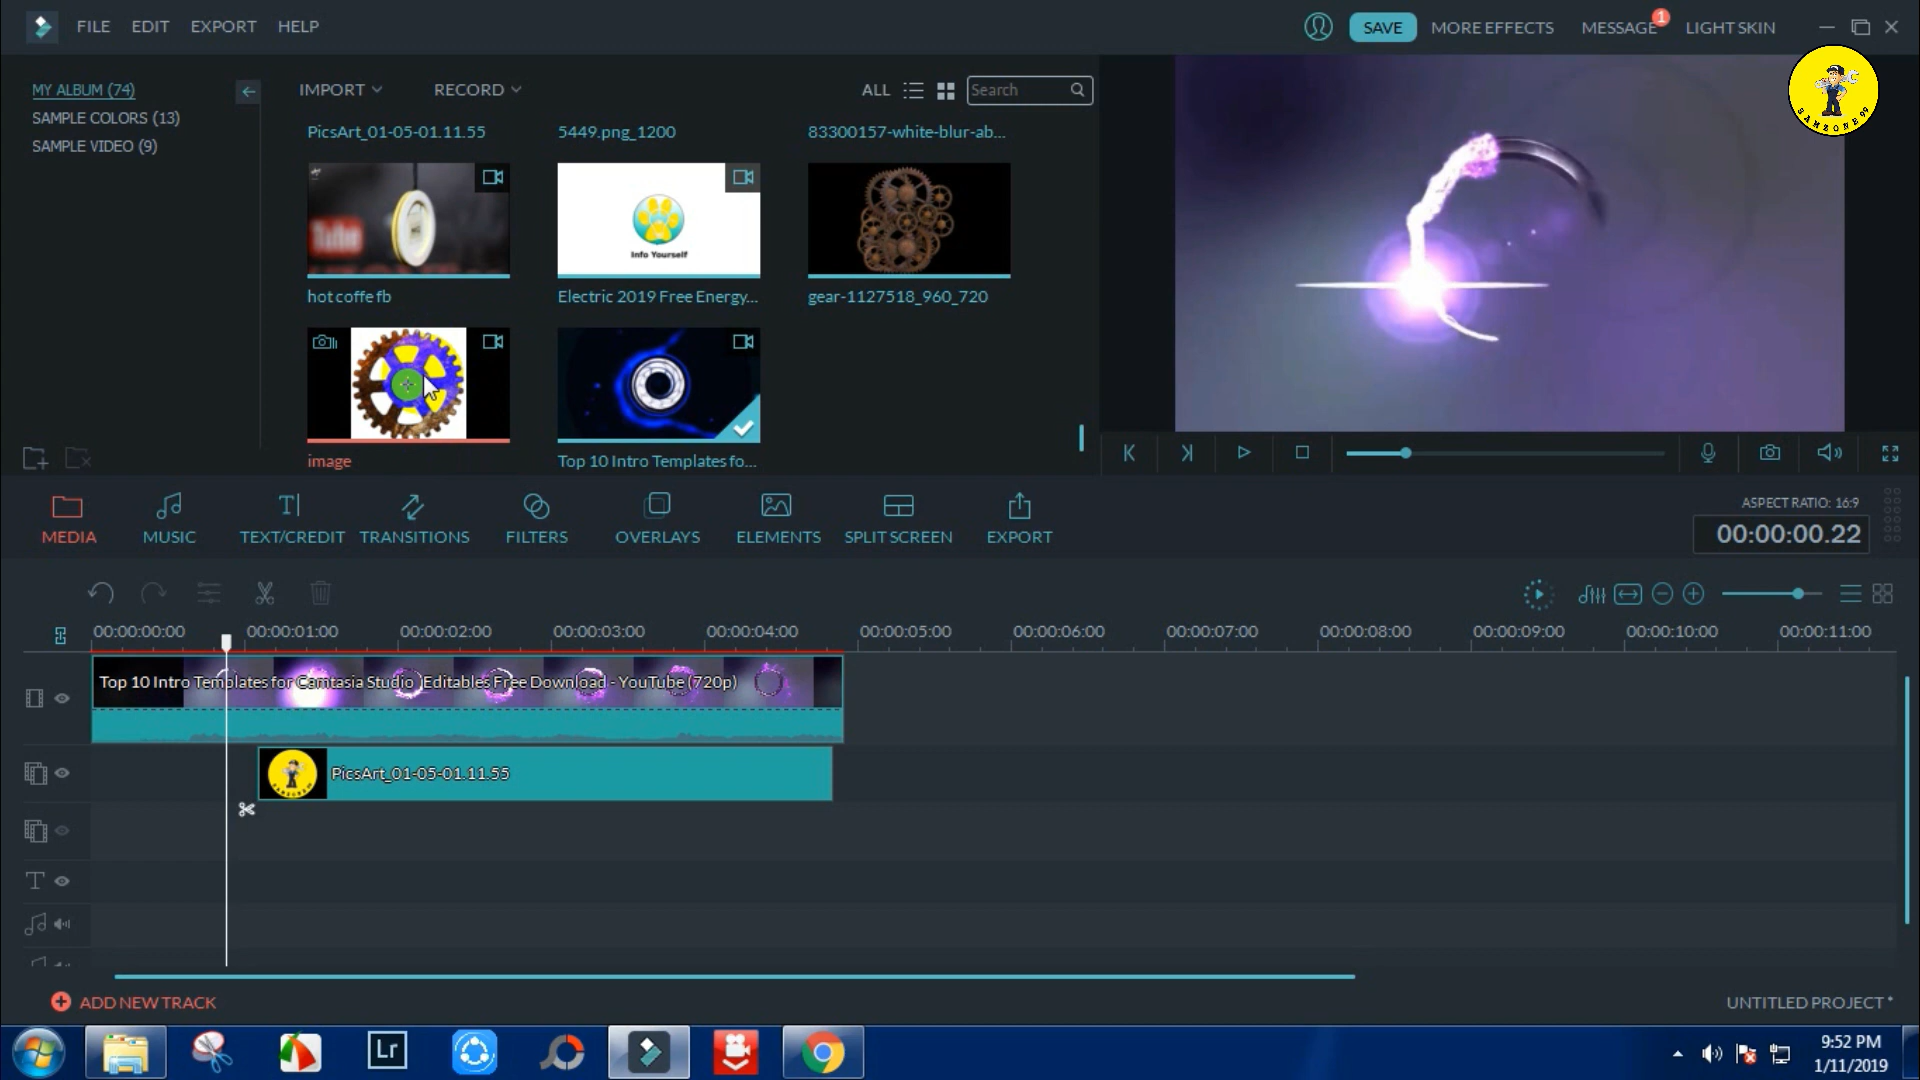 FILE EDIT EXPORT HELP
SAVE MORE EFFECTS MESSAGE 1 LIGHT SKIN
SAMZONE99
MY ALBUM (74)
SAMPLE COLORS (13)
SAMPLE VIDEO (9)
IMPORT RECORD ALL Search
PicsArt_01-05-01.11.55 5449.png_1200 83300157-white-blur-ab...
Tube
Info Yourself
hot coffe fb Electric 2019 Free Energy... gear-1127518_960_720
image Top 10 Intro Templates fo...
MEDIA MUSIC TEXT/CREDIT TRANSITIONS FILTERS OVERLAYS ELEMENTS SPLIT SCREEN EXPORT
ASPECT RATIO: 16:9
00:00:00.22
00:00:00:00 00:00:01:00 00:00:02:00 00:00:03:00 00:00:04:00 00:00:05:00 00:00:06:00 00:00:07:00 00:00:08:00 00:00:09:00 00:00:10:00 00:00:11:00
Top 10 Intro Templates for Camtasia Studio Editables Free Download - YouTube (720p)
PicsArt_01-05-01.11.55
ADD NEW TRACK
UNTITLED PROJECT *
Lr
9:52 PM
1/11/2019